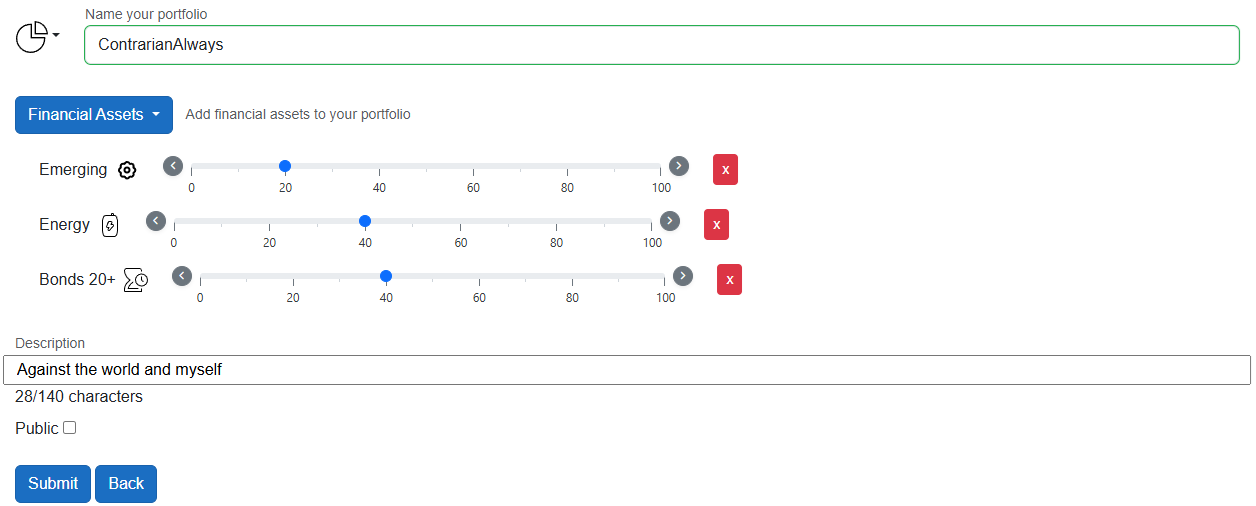 Name your portfolio
ContrarianAlways
Financial Assets Add financial assets to your portfolio
Emerging
0 20 40 60 80 100
x
Energy
0 20 40 60 80 100
x
Bonds 20+
0 20 40 60 80 100
x
Description
Against the world and myself
28/140 characters
Public
Submit Back